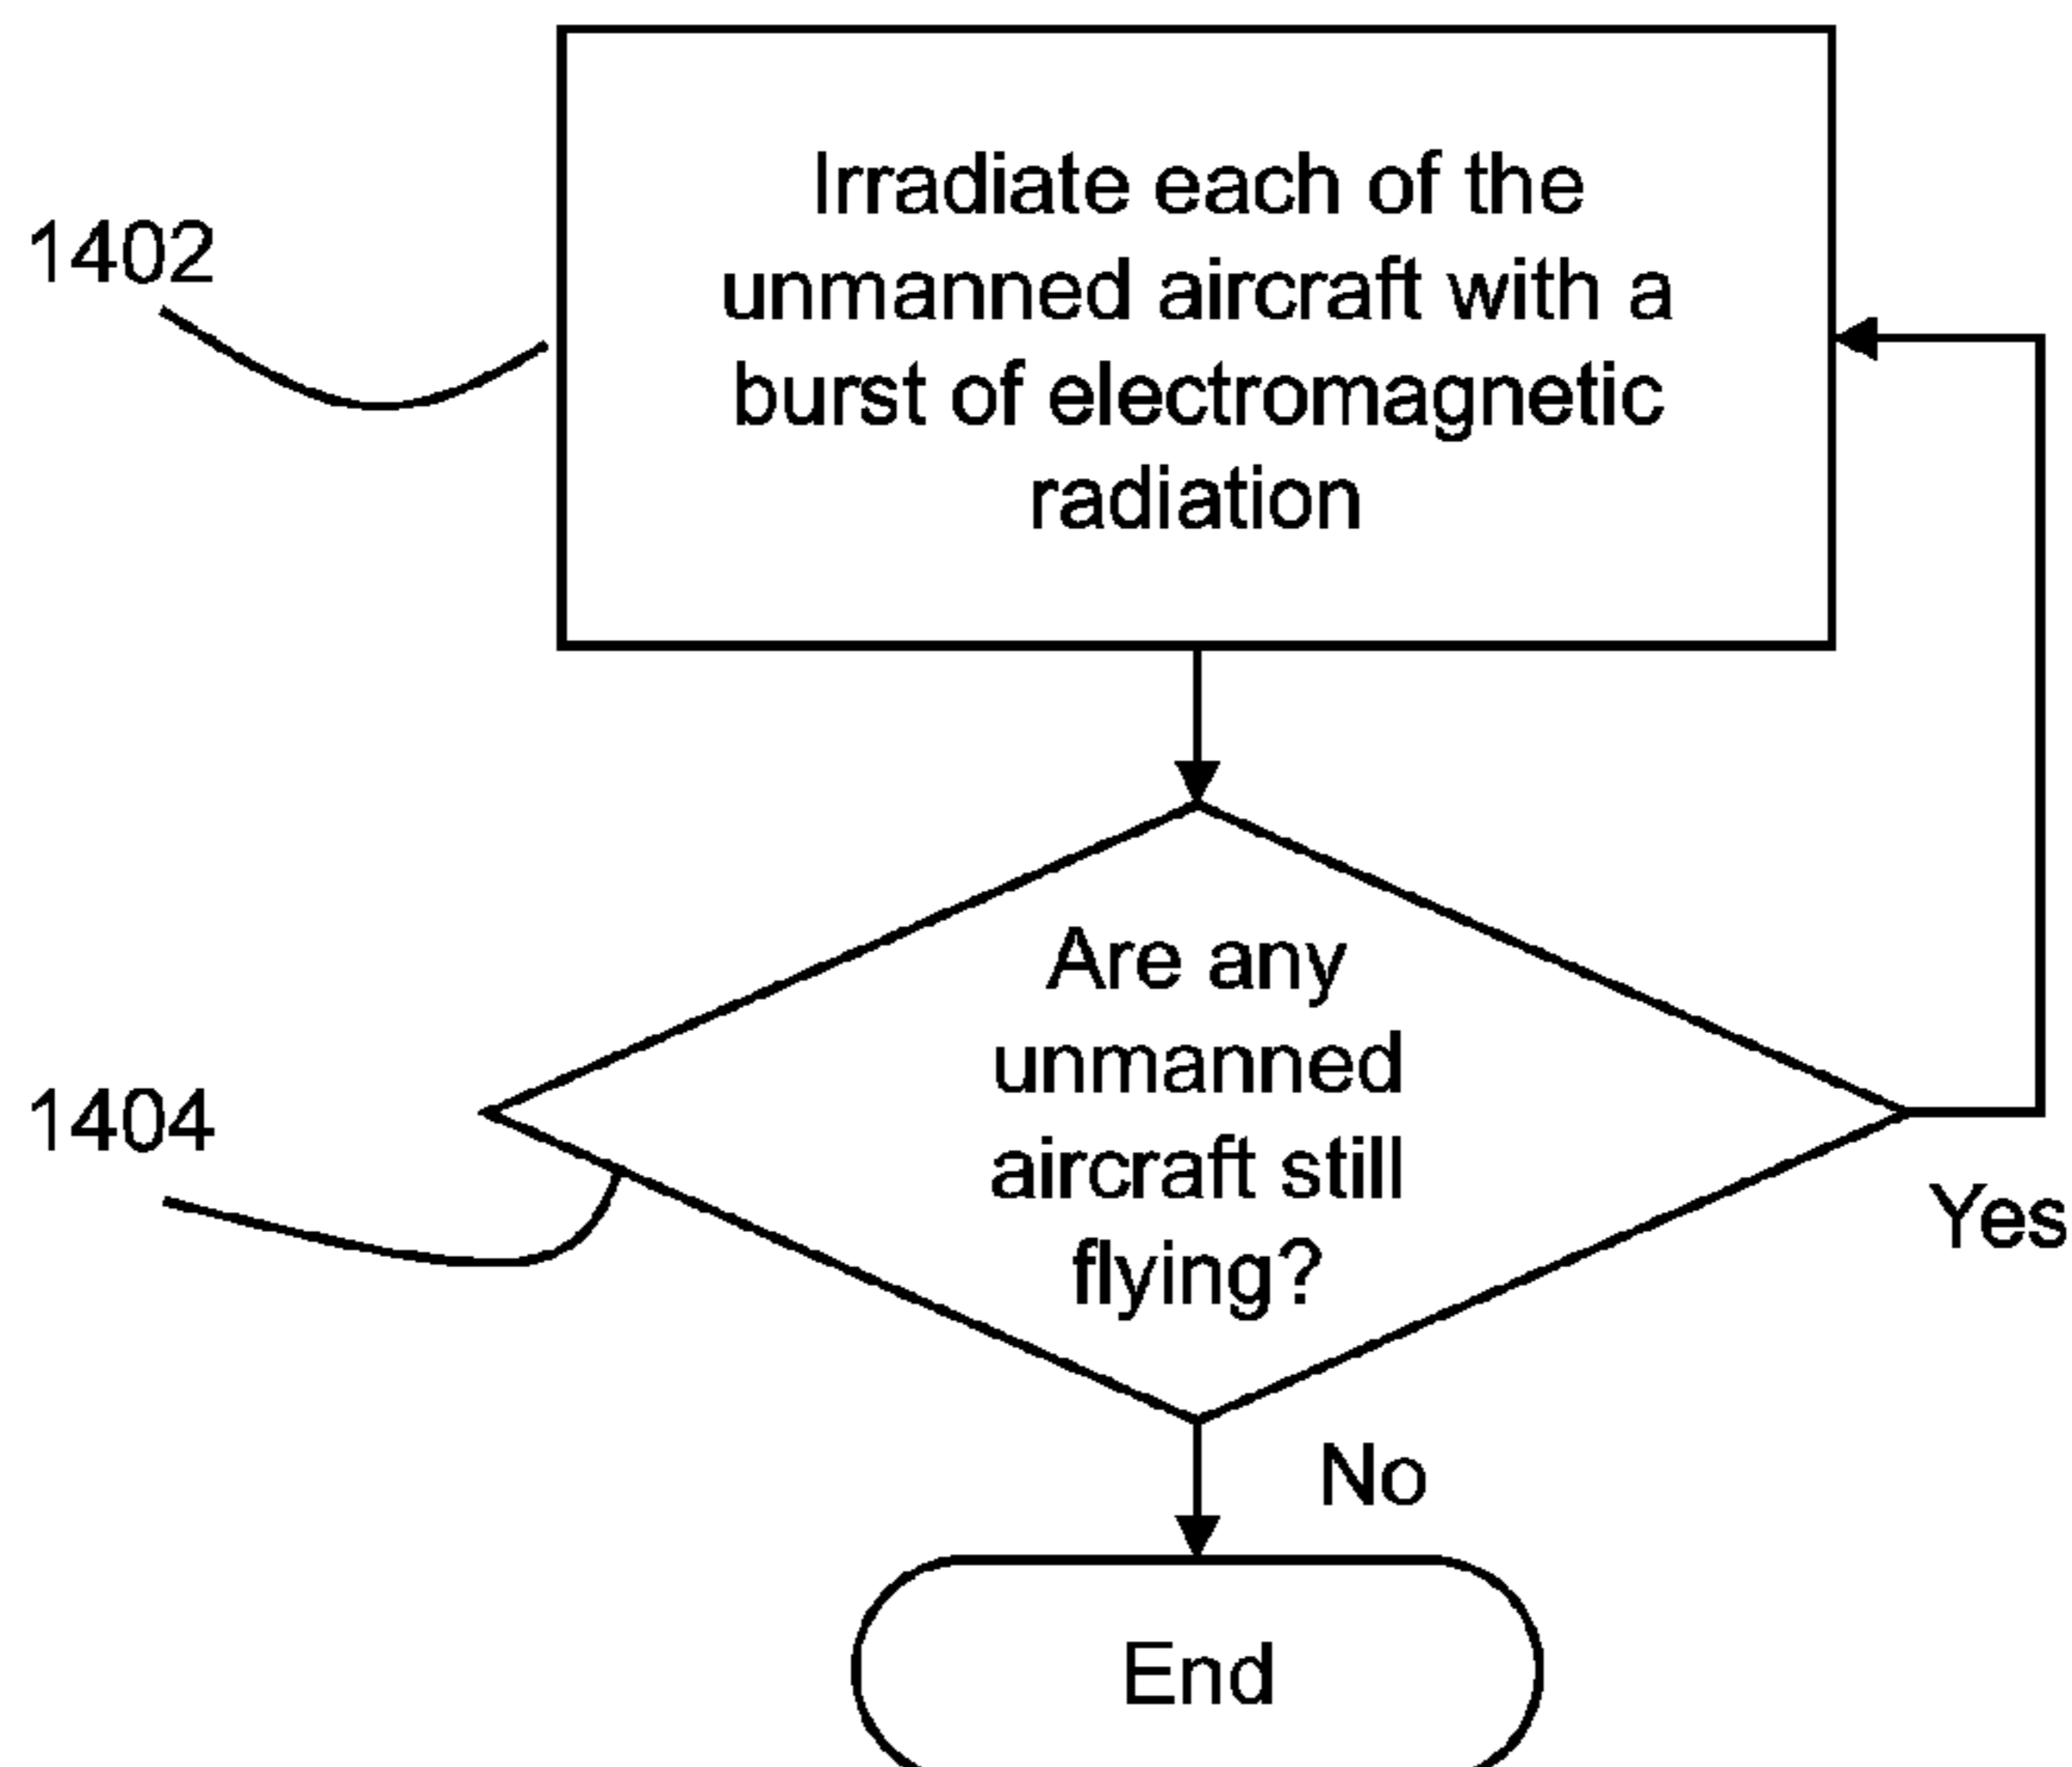 1402
Irradiate each of the
unmanned aircraft with a
burst of electromagnetic
radiation
1404
Are any
unmanned
aircraft still
flying?
Yes
No
End